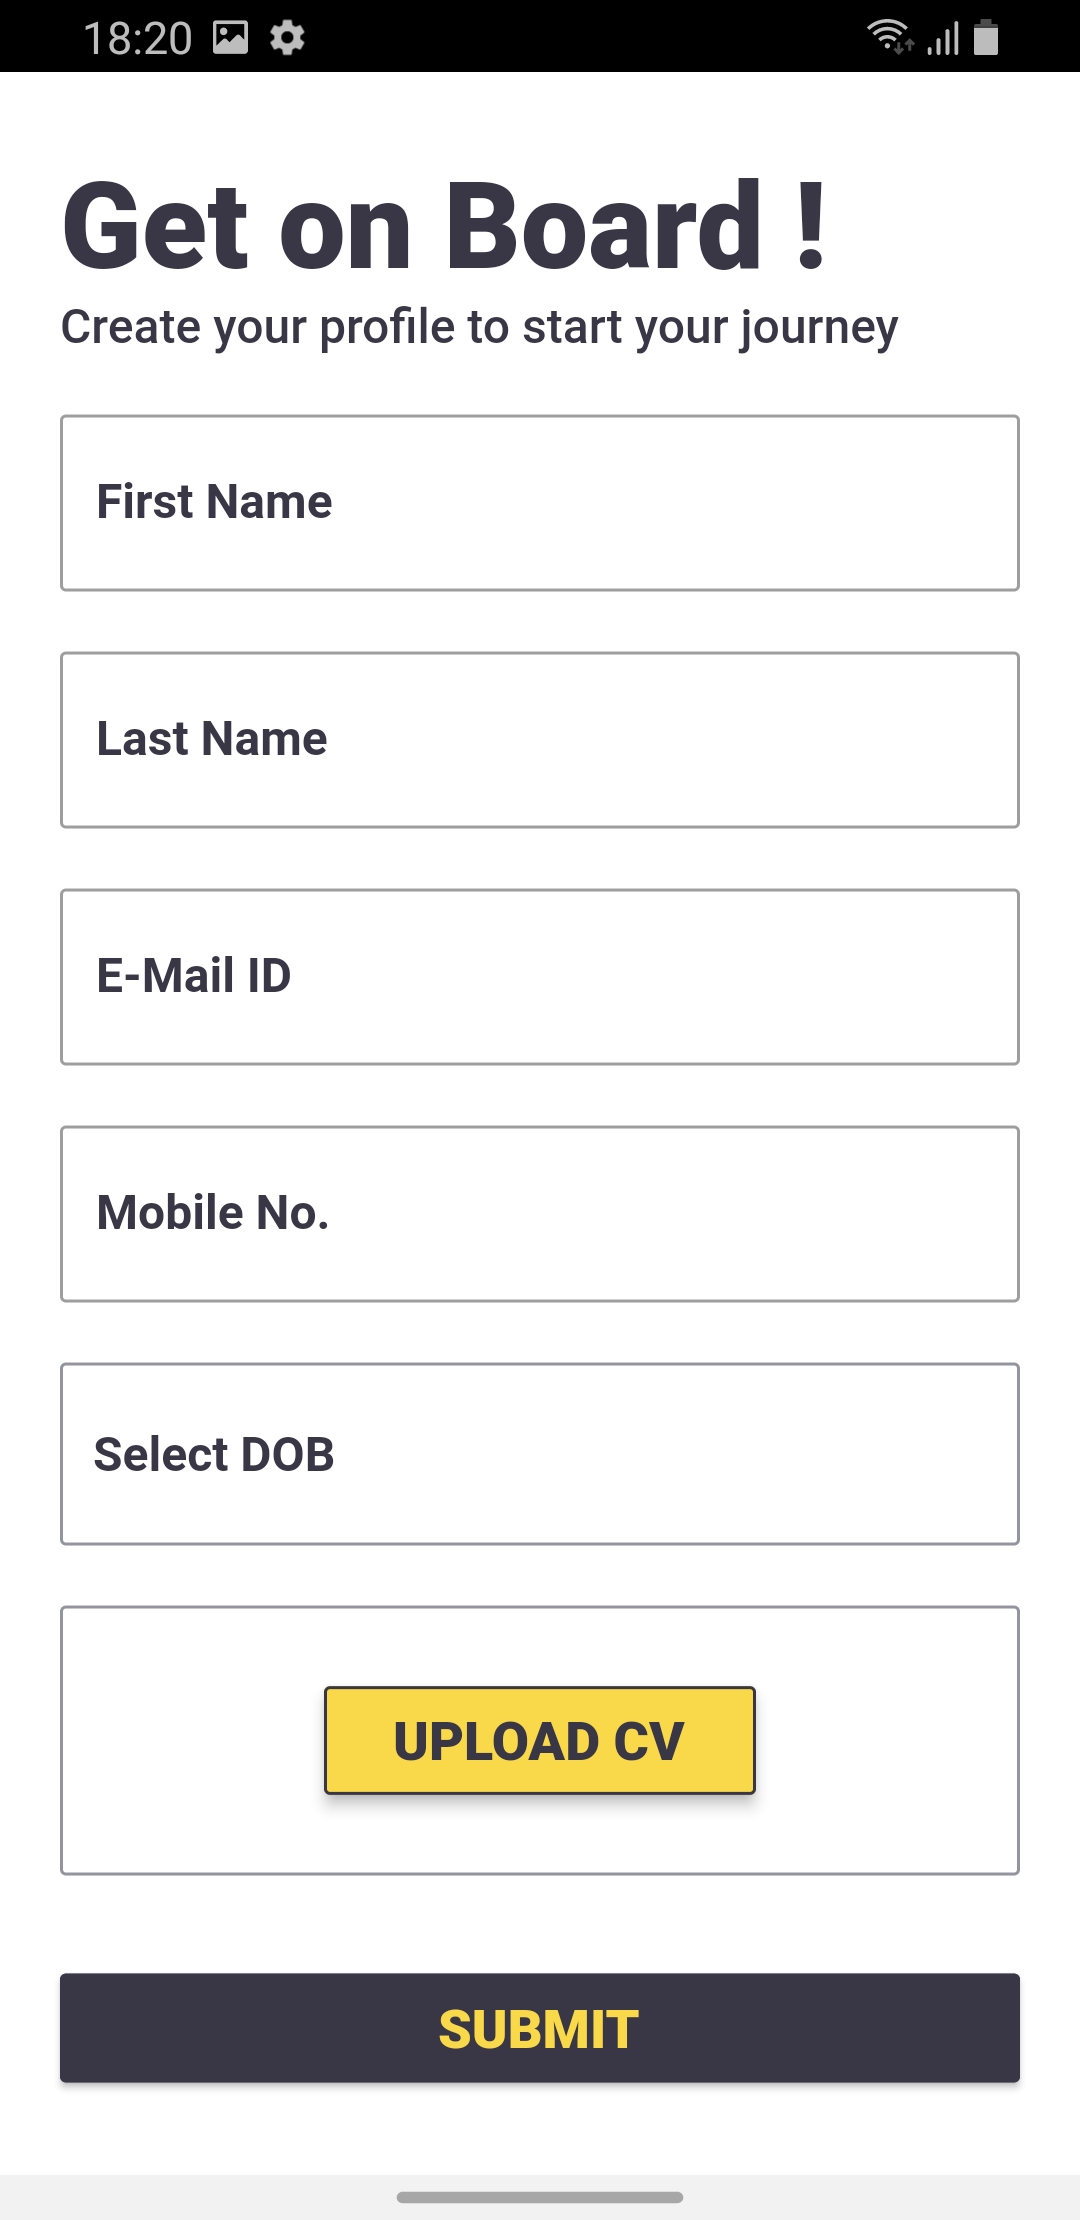 18:20
Get on Board !
Create your profile to start your journey
First Name
Last Name
E-Mail ID
Mobile No.
Select DOB
UPLOAD CV
SUBMIT